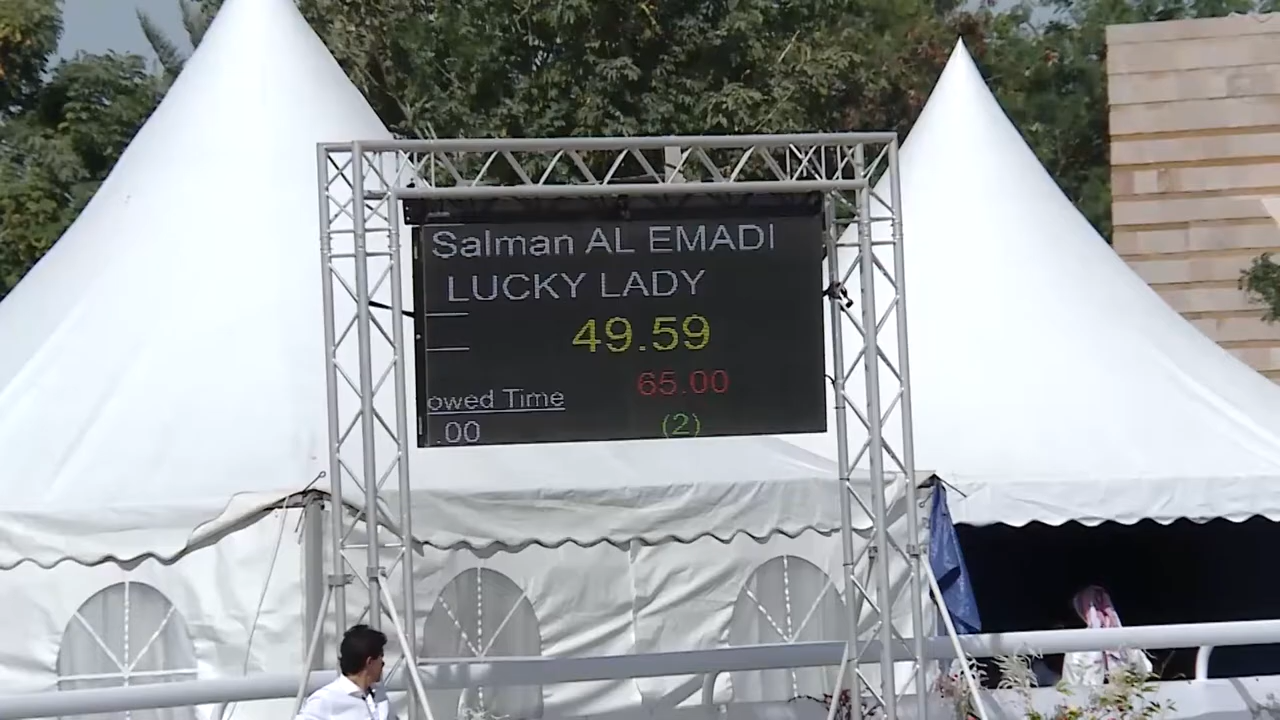 Salman AL EMADI
LUCKY LADY
49.59
65.00
owed Time
.00
(2)